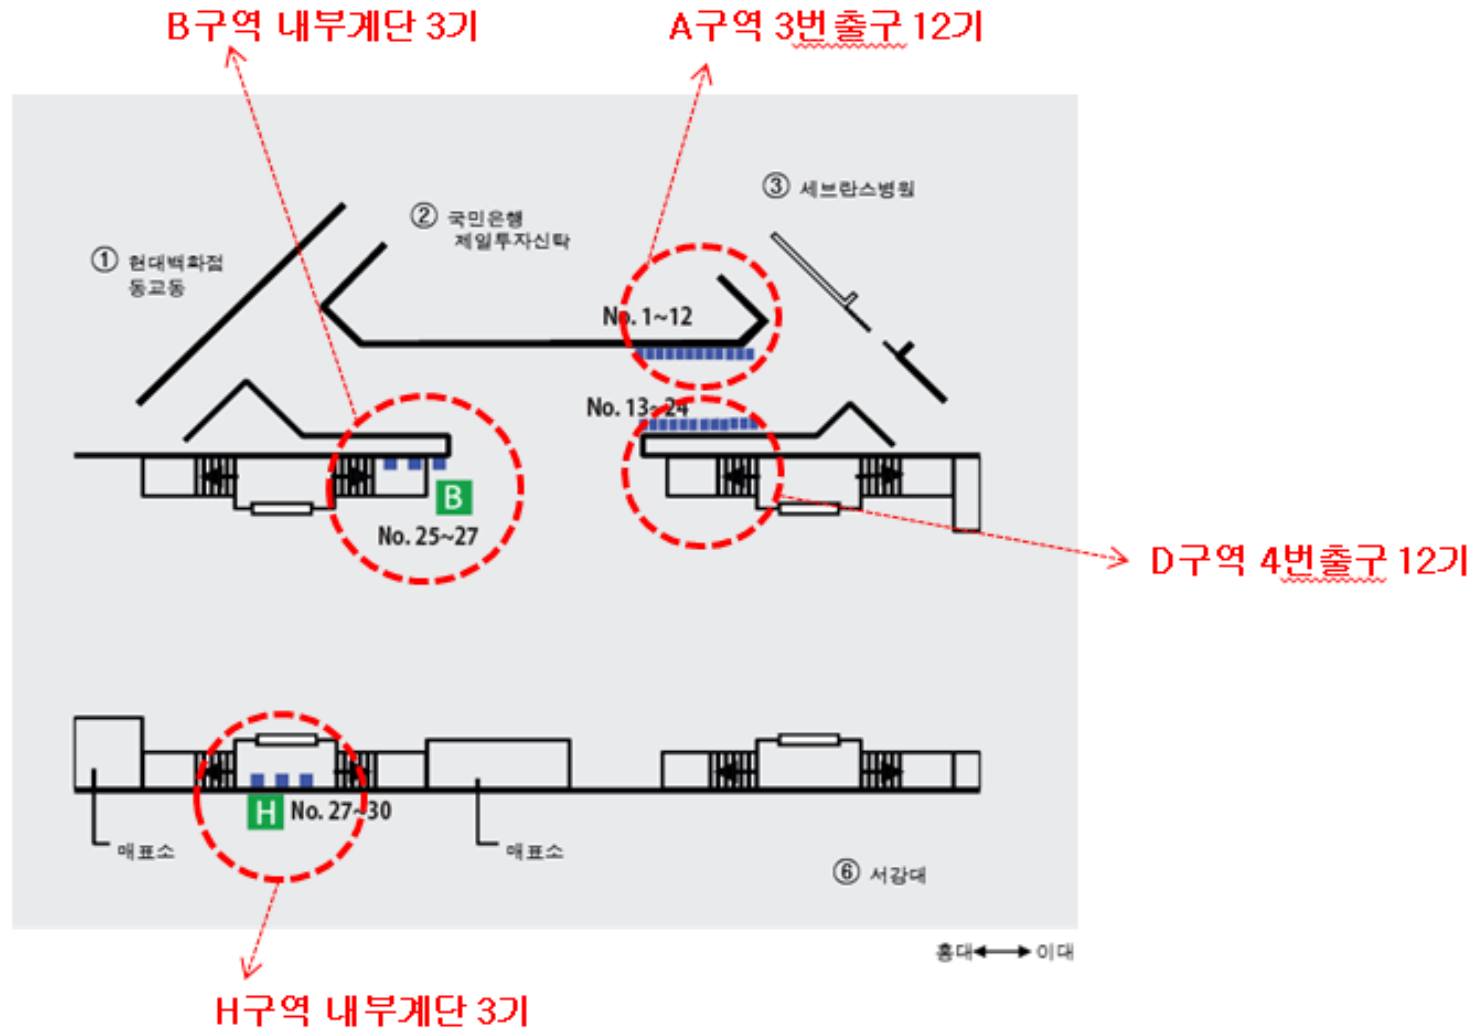 B구역 내부계단 3기
A구역 3번 출구 12기
③ 세브란스병원
② 국민은행
제일투자신탁
① 현대백화점
동교동
No. 1~12
No. 13~24
B
No. 25~27
D구역 4번 출구 12기
H No. 27~30
매표소
매표소
⑥ 서강대
홍대 이대
H구역 내부계단 3기